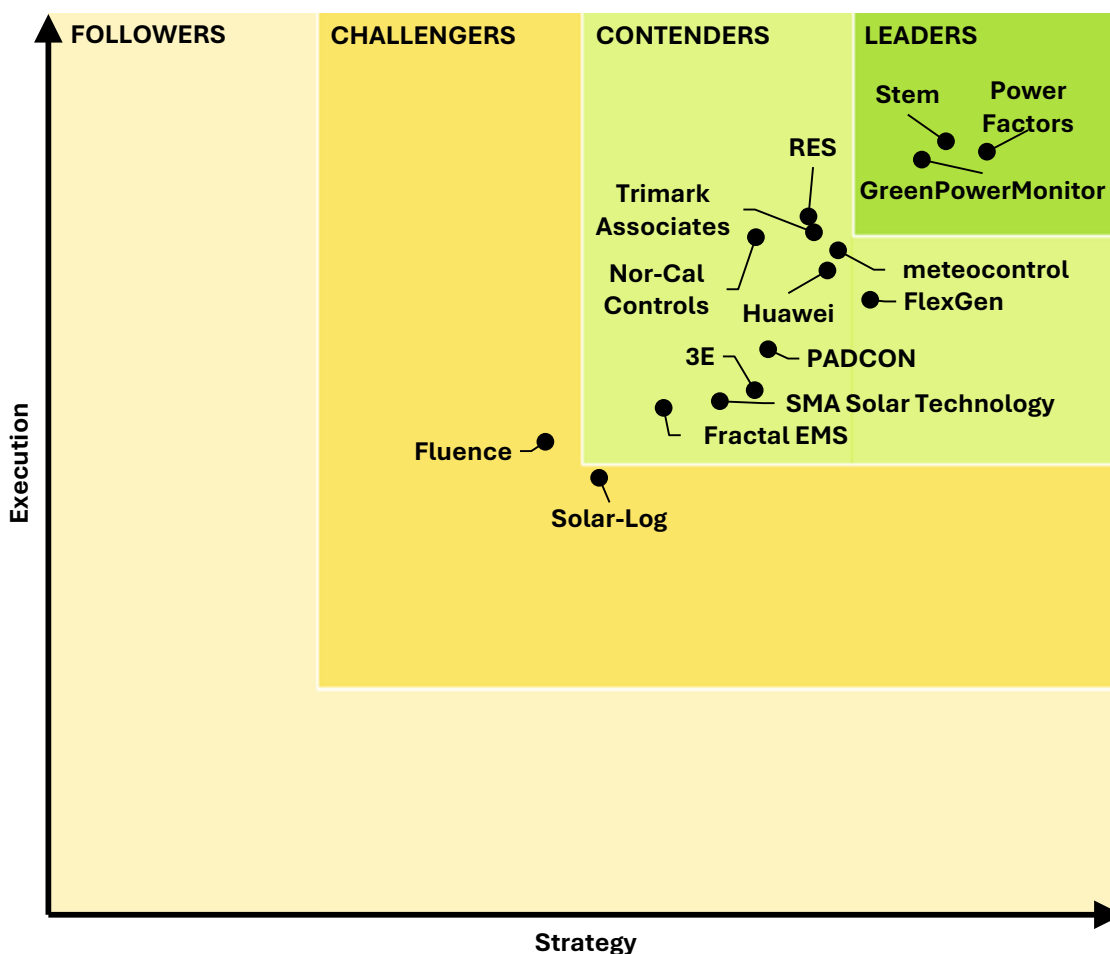 FOLLOWERS
CHALLENGERS
CONTENDERS
LEADERS
Stem
Power
Factors
RES
GreenPowerMonitor
Trimark
Associates
Nor-Cal
Controls
meteocontrol
Huawei
FlexGen
3E
PADCON
SMA Solar Technology
Fractal EMS
Fluence
Solar-Log
Execution
Strategy